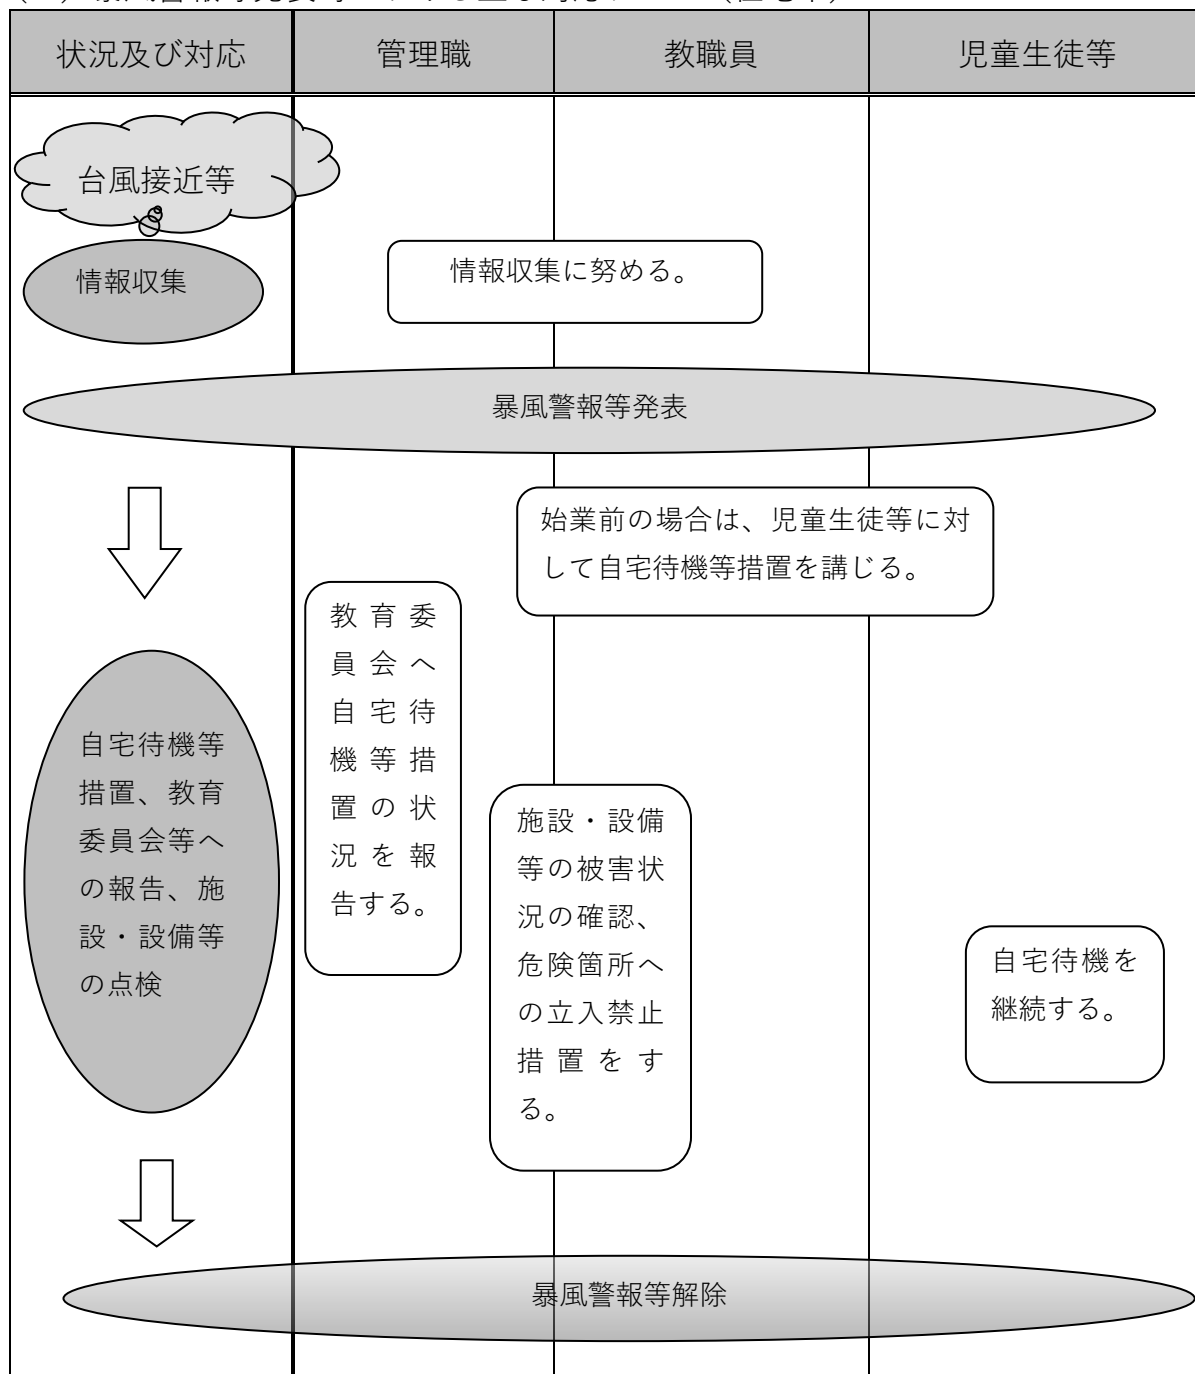 状況及び対応
管理職
教職員
児童生徒等
台風接近等
情報収集
情報収集に努める。
暴風警報等発表
始業前の場合は、児童生徒等に対
して自宅待機等措置を講じる。
教育委
員会へ
自宅待
機等措
置の状
況を報
告する。
自宅待機等
措置、教育
委員会等へ
の報告、施
設・設備等
の点検
施設・設備
等の被害状
況の確認、
危険箇所へ
の立入禁止
措置をす
る。
自宅待機を
継続する。
暴風警報等解除